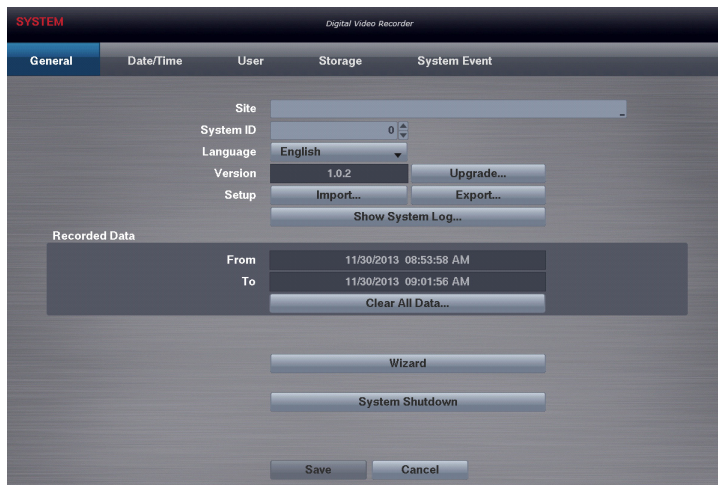 SYSTEM
Digital Video Recorder
General Date/Time User Storage System Event
Site
System ID 0
Language English
Version 1.0.2 Upgrade...
Setup Import... Export...
Show System Log...
Recorded Data
From 11/30/2013 08:53:58 AM
To 11/30/2013 09:01:56 AM
Clear All Data...
Wizard
System Shutdown
Save Cancel